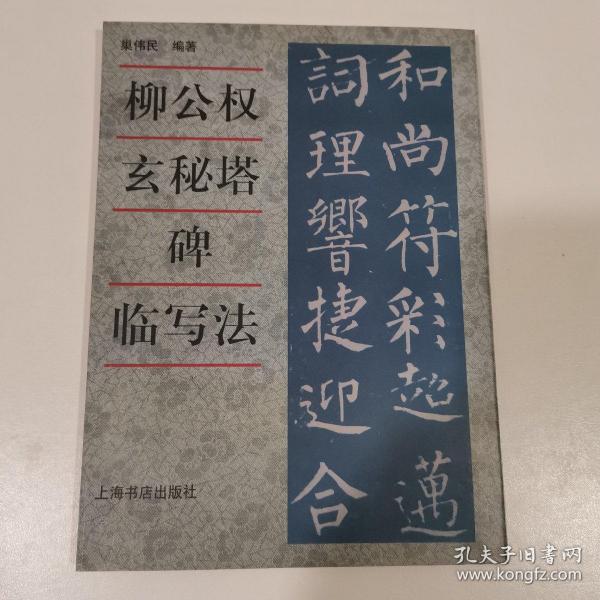 巢伟民 编著
柳公权
玄秘塔
碑
临写法
上海书店出版社
和尚符彩超邁
詞理響捷迎合
孔夫子旧书网
www.kongfz.com